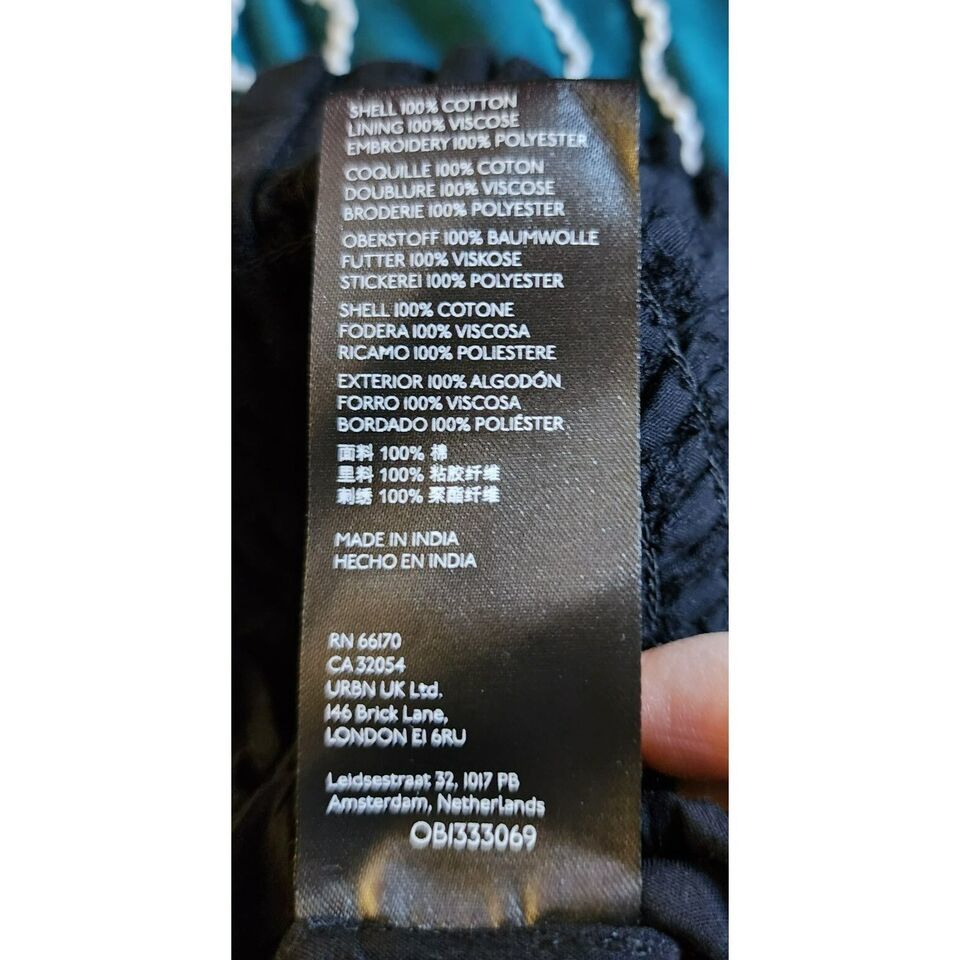 SHELL 100% COTTON
LINING 100% VISCOSE
EMBROIDERY 100% POLYESTER
COQUILLE 100% COTON
DOUBLURE 100% VISCOSE
BRODERIE 100% POLYESTER
OBERSTOFF 100% BAUMWOLLE
FUTTER 100% VISKOSE
STICKEREI 100% POLYESTER
SHELL 100% COTONE
FODERA 100% VISCOSA
RICAMO 100% POLIESTERE
EXTERIOR 100% ALGODÓN
FORRO 100% VISCOSA
BORDADO 100% POLIÉSTER
面料 100% 棉
里料 100% 粘胶纤维
刺绣 100% 聚酯纤维
MADE IN INDIA
HECHO EN INDIA
RN 66170
CA 32054
URBN UK Ltd.
146 Brick Lane,
LONDON E1 6RU
Leidsestraat 32, 1017 PB
Amsterdam, Netherlands
OB1333069